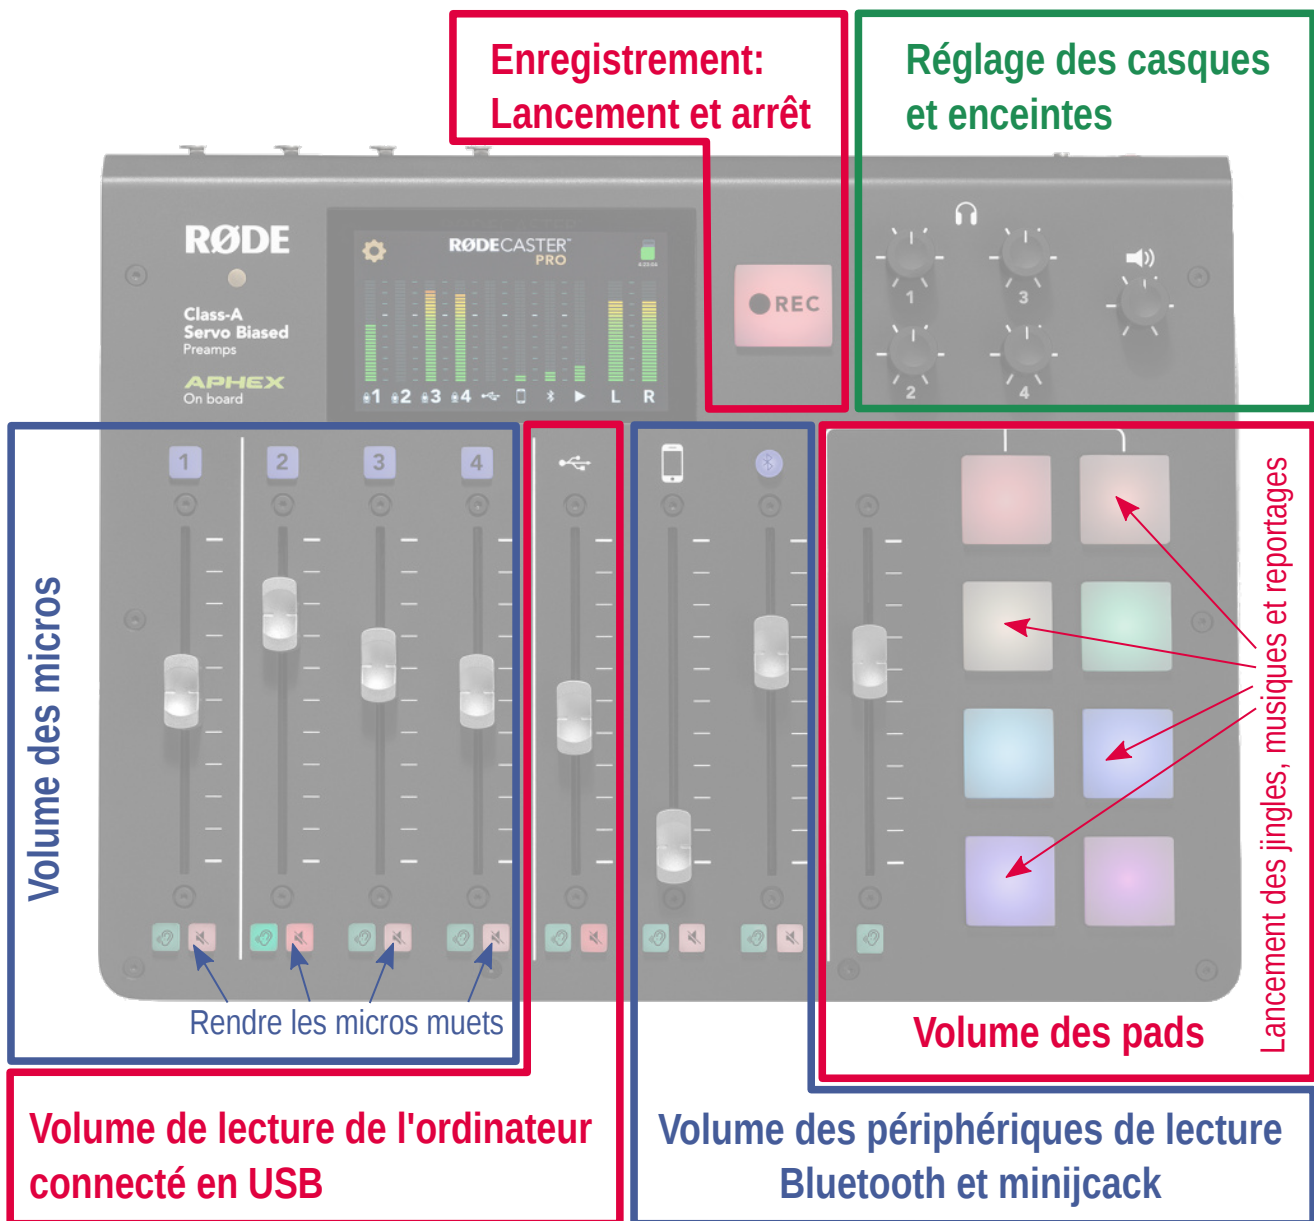 Enregistrement:
Lancement et arrêt
Réglage des casques
et enceintes
RØDE
Class-A
Servo Biased
Preamps
APHEX
On board
RØDECASTER™
PRO
1 2 3 4 L R
REC
1 3
2 4
1 2 3 4
Volume des micros
Rendre les micros muets
Lancement des jingles, musiques et reportages
Volume des pads
Volume de lecture de l'ordinateur
connecté en USB
Volume des périphériques de lecture
Bluetooth et minijcack